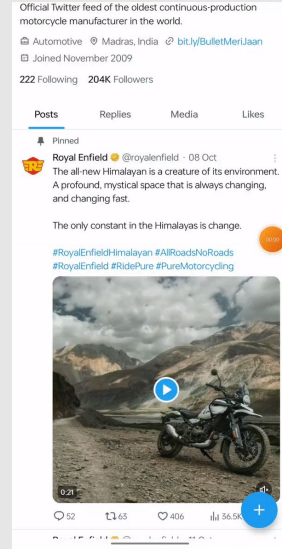 Official Twitter feed of the oldest continuous-production
motorcycle manufacturer in the world.
Automotive Madras, India bit.ly/BulletMeriJaan
Joined November 2009
222 Following 204K Followers
Posts Replies Media Likes
Pinned
Royal Enfield @royalenfield · 08 Oct
The all-new Himalayan is a creature of its environment.
A profound, mystical space that is always changing,
and changing fast.
The only constant in the Himalayas is change.
#RoyalEnfieldHimalayan #AllRoadsNoRoads
#RoyalEnfield #RidePure #PureMotorcycling
0:21
52 63 406 36.5K